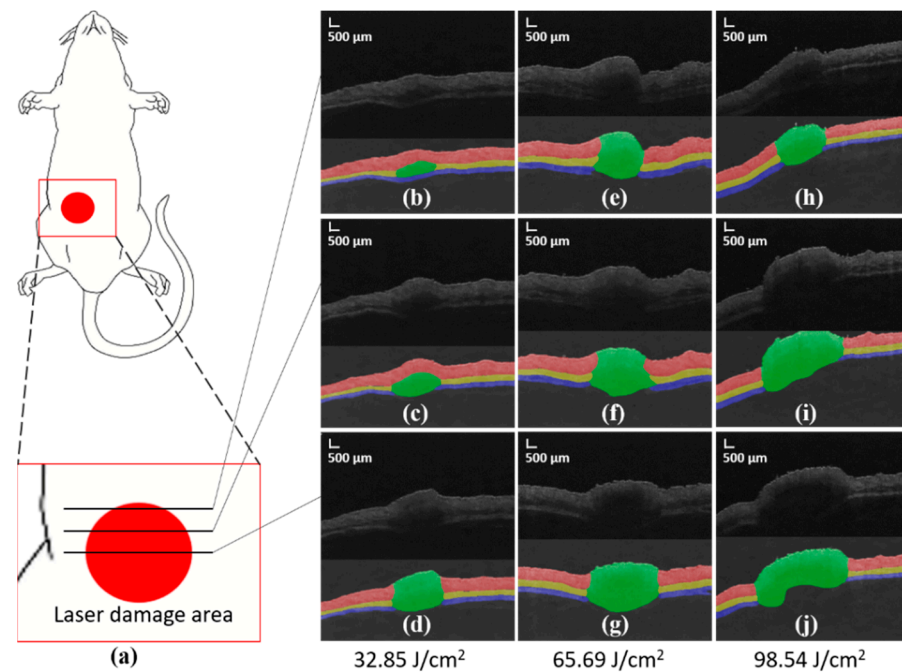 500 μm
500 μm
500 μm
(b)
(e)
(h)
500 μm
500 μm
500 μm
(c)
(f)
(i)
500 μm
500 μm
500 μm
Laser damage area
(d)
(g)
(j)
(a)
32.85 J/cm²
65.69 J/cm²
98.54 J/cm²